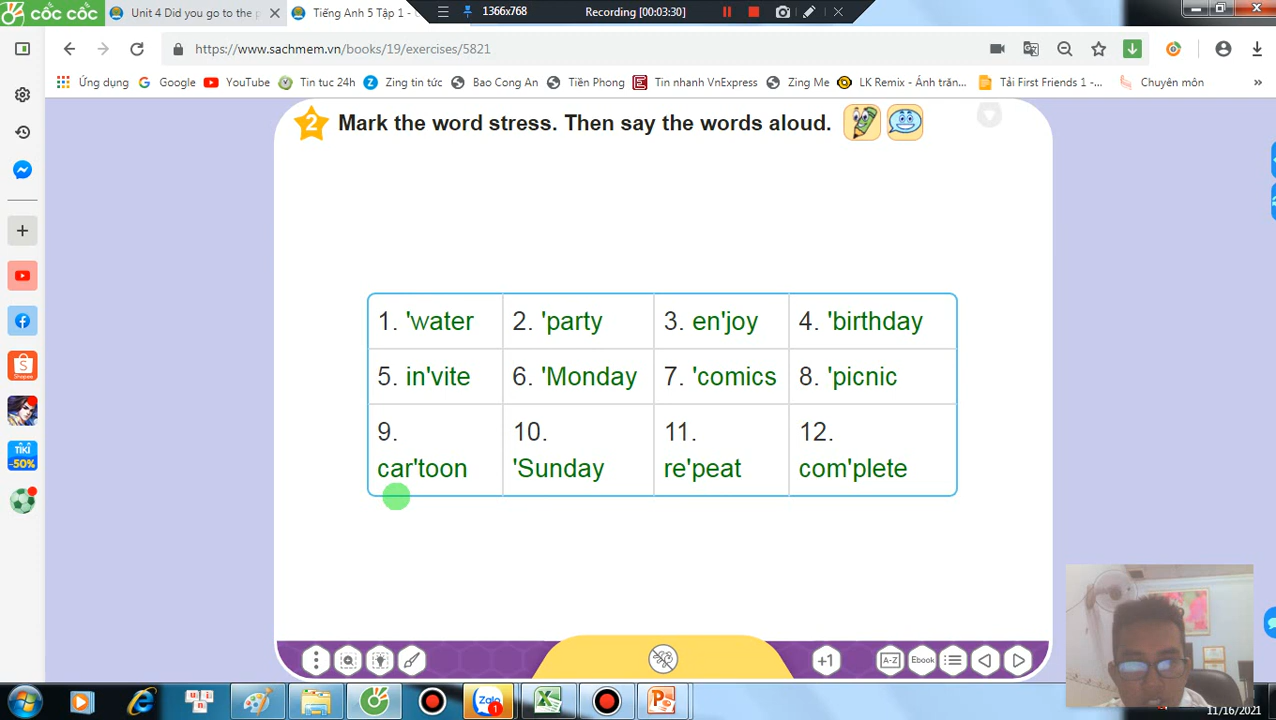 CỐC CỐC
Unit 4 Did you go to the p
Tiếng Anh 5 Tập 1 -
1366x768
Recording [00:03:30]
https://www.sachmem.vn/books/19/exercises/5821
Ứng dụng
Google
YouTube
Tin tuc 24h
Zing tin tức
Bao Cong An
Tiền Phong
Tin nhanh VnExpress
Zing Me
LK Remix - Ảnh trăn...
Tải First Friends 1 -...
Chuyên môn
»
2 Mark the word stress. Then say the words aloud.
1. 'water
2. 'party
3. en'joy
4. 'birthday
5. in'vite
6. 'Monday
7. 'comics
8. 'picnic
9.
car'toon
10.
'Sunday
11.
re'peat
12.
com'plete
Shopee
TIKI
-50%
+1
A-Z
Ebook
u i
n
Zalo
1
11/16/2021